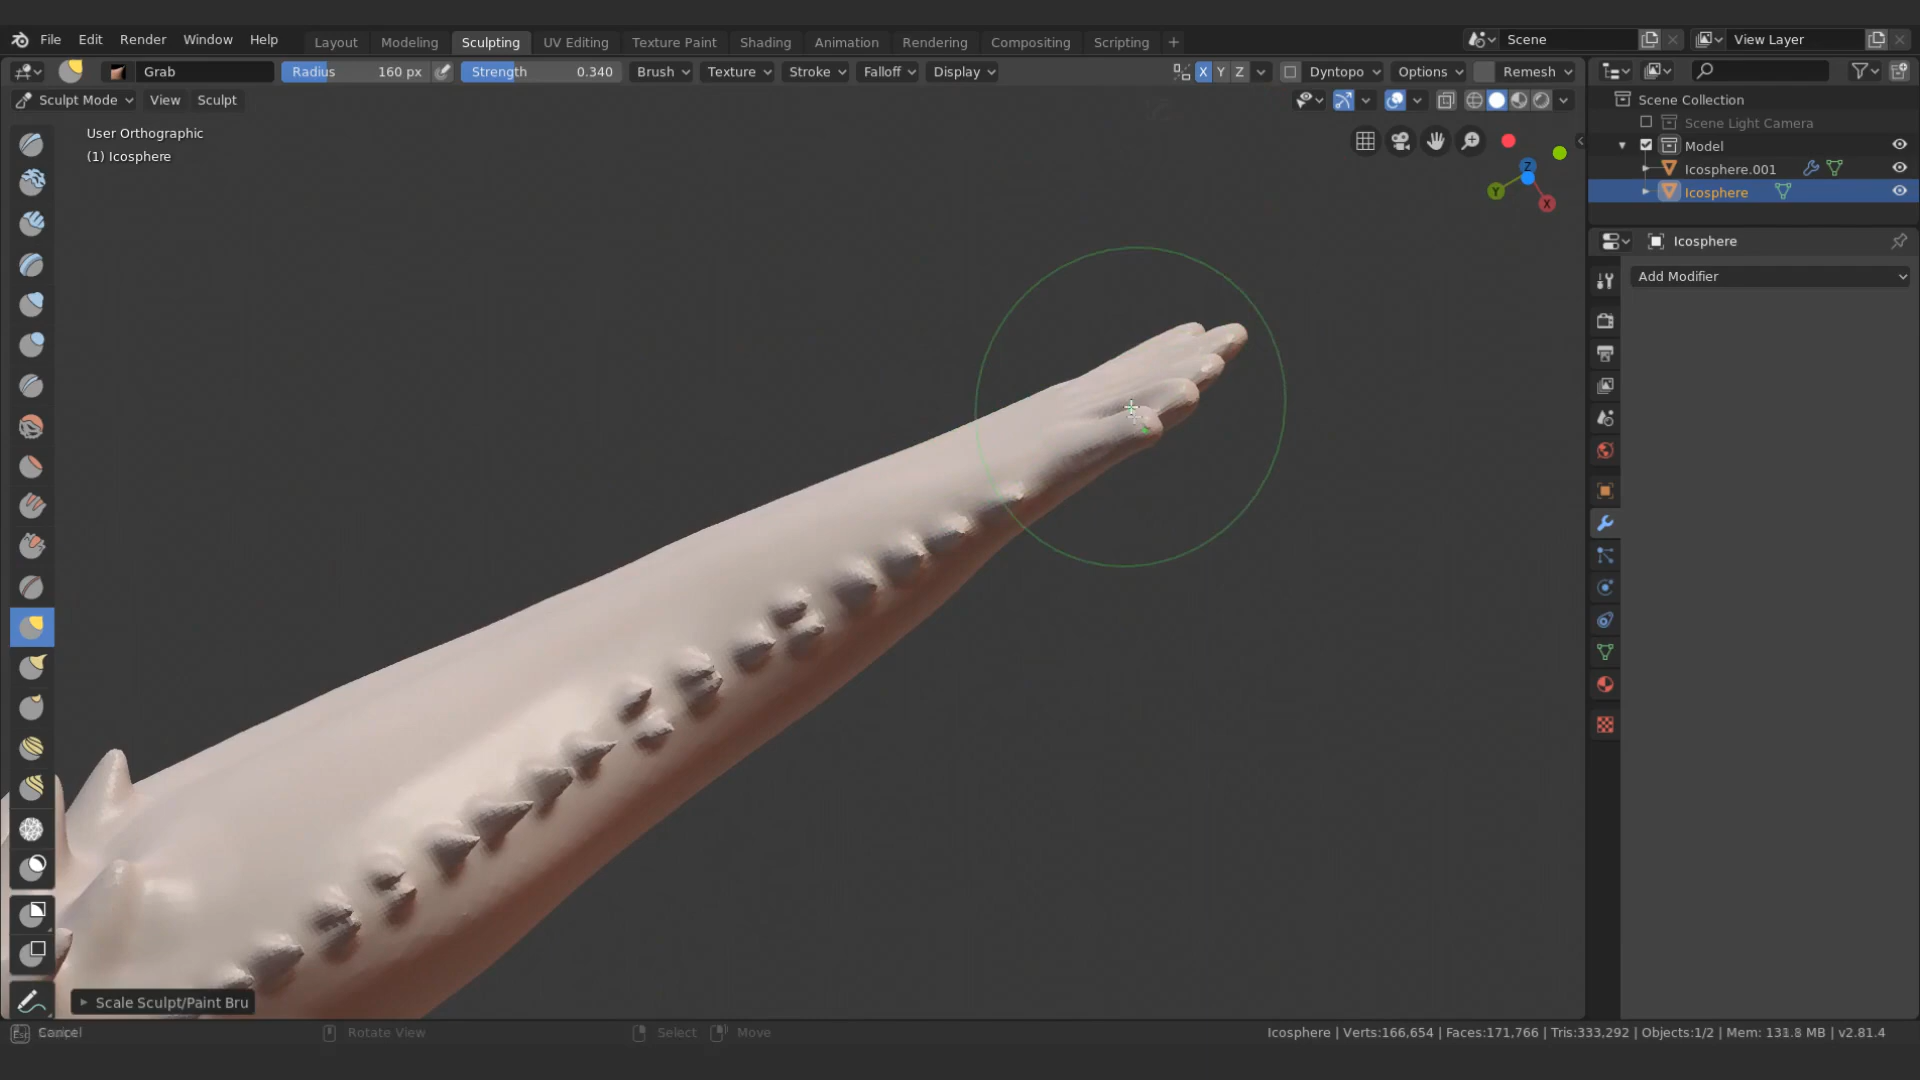 File Edit Render Window Help Layout Modeling Sculpting UV Editing Texture Paint Shading Animation Rendering Compositing Scripting + Scene View Layer
Grab Radius 160 px Strength 0.340 Brush Texture Stroke Falloff Display X Y Z Dyntopo Options Remesh
Sculpt Mode View Sculpt
User Orthographic
(1) Icosphere
Scene Collection
Scene Light Camera
Model
Icosphere.001
Icosphere
Z
Y
X
Icosphere
Add Modifier
Scale Sculpt/Paint Bru
Esc Cancel Rotate View Select Move Icosphere | Verts:166,654 | Faces:171,766 | Tris:333,292 | Objects:1/2 | Mem: 131.8 MB | v2.81.4